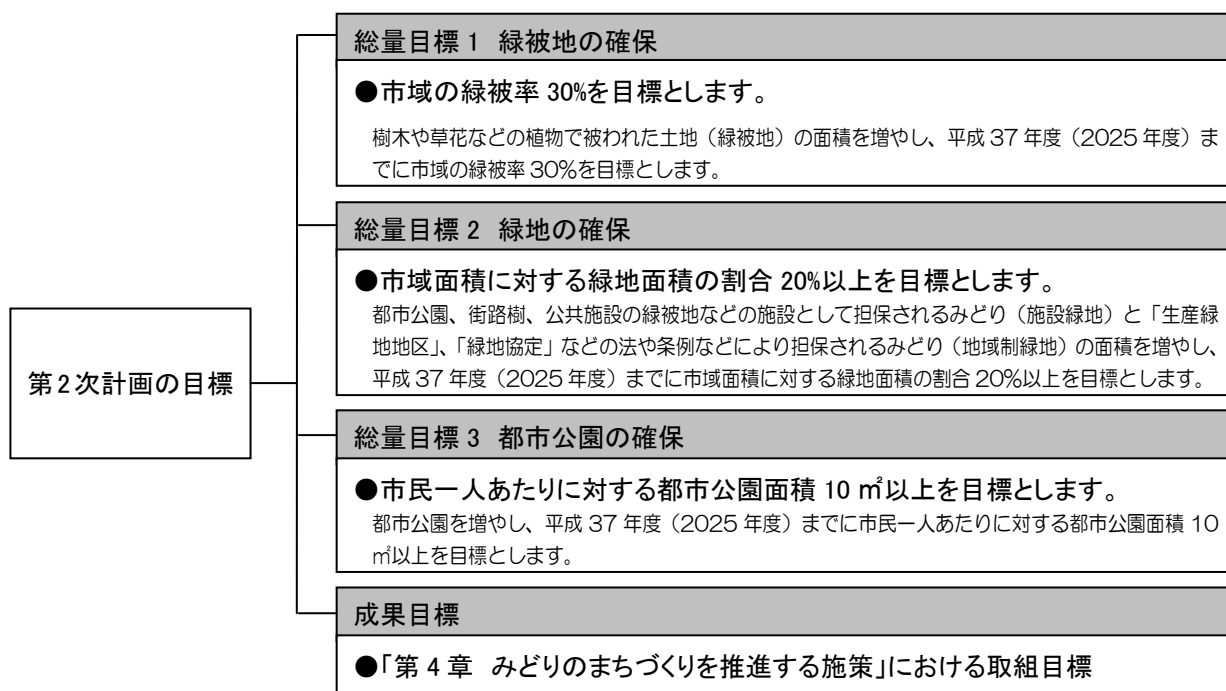 第2次計画の目標
総量目標 1 緑被地の確保
●市域の緑被率 30%を目標とします。
樹木や草花などの植物で被われた土地（緑被地）の面積を増やし、平成 37 年度（2025 年度）ま
でに市域の緑被率 30%を目標とします。
総量目標 2 緑地の確保
●市域面積に対する緑地面積の割合 20%以上を目標とします。
都市公園、街路樹、公共施設の緑被地などの施設として担保されるみどり（施設緑地）と「生産緑
地地区」、「緑地協定」などの法や条例などにより担保されるみどり（地域制緑地）の面積を増やし、
平成 37 年度（2025 年度）までに市域面積に対する緑地面積の割合 20%以上を目標とします。
総量目標 3 都市公園の確保
●市民一人あたりに対する都市公園面積 10 ㎡以上を目標とします。
都市公園を増やし、平成 37 年度（2025 年度）までに市民一人あたりに対する都市公園面積 10
㎡以上を目標とします。
成果目標
●「第 4 章 みどりのまちづくりを推進する施策」における取組目標